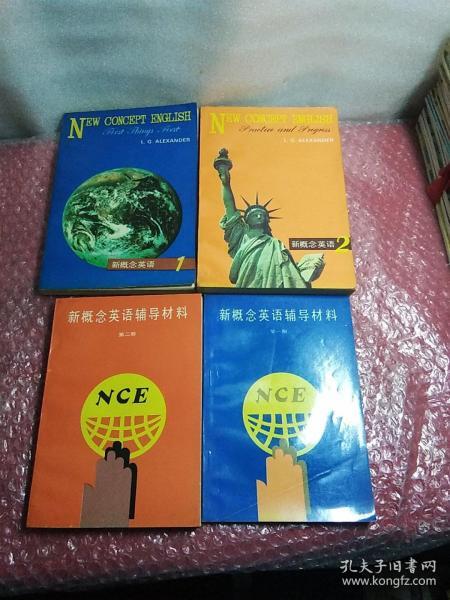 NEW CONCEPT ENGLISH
First Things First
L. G. ALEXANDER
新概念英语 1
NEW CONCEPT ENGLISH
Practice and Progress
L. G. ALEXANDER
新概念英语 2
新概念英语辅导材料
第二册
NCE
新概念英语辅导材料
第一册
NCE
孔夫子旧书网
www.kongfz.com